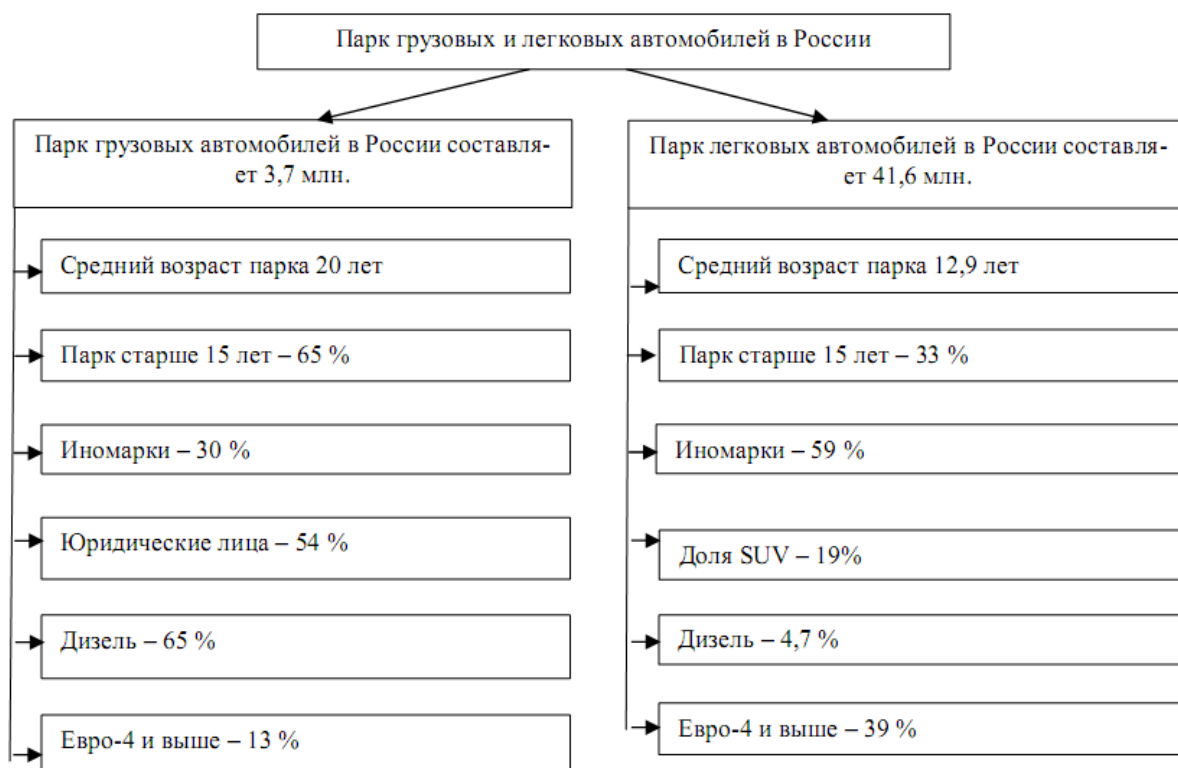 Парк грузовых и легковых автомобилей в России
Парк грузовых автомобилей в России составля-
ет 3,7 млн.
Средний возраст парка 20 лет
Парк старше 15 лет – 65 %
Иномарки – 30 %
Юридические лица – 54 %
Дизель – 65 %
Евро-4 и выше – 13 %
Парк легковых автомобилей в России составля-
ет 41,6 млн.
Средний возраст парка 12,9 лет
Парк старше 15 лет – 33 %
Иномарки – 59 %
Доля SUV – 19%
Дизель – 4,7 %
Евро-4 и выше – 39 %